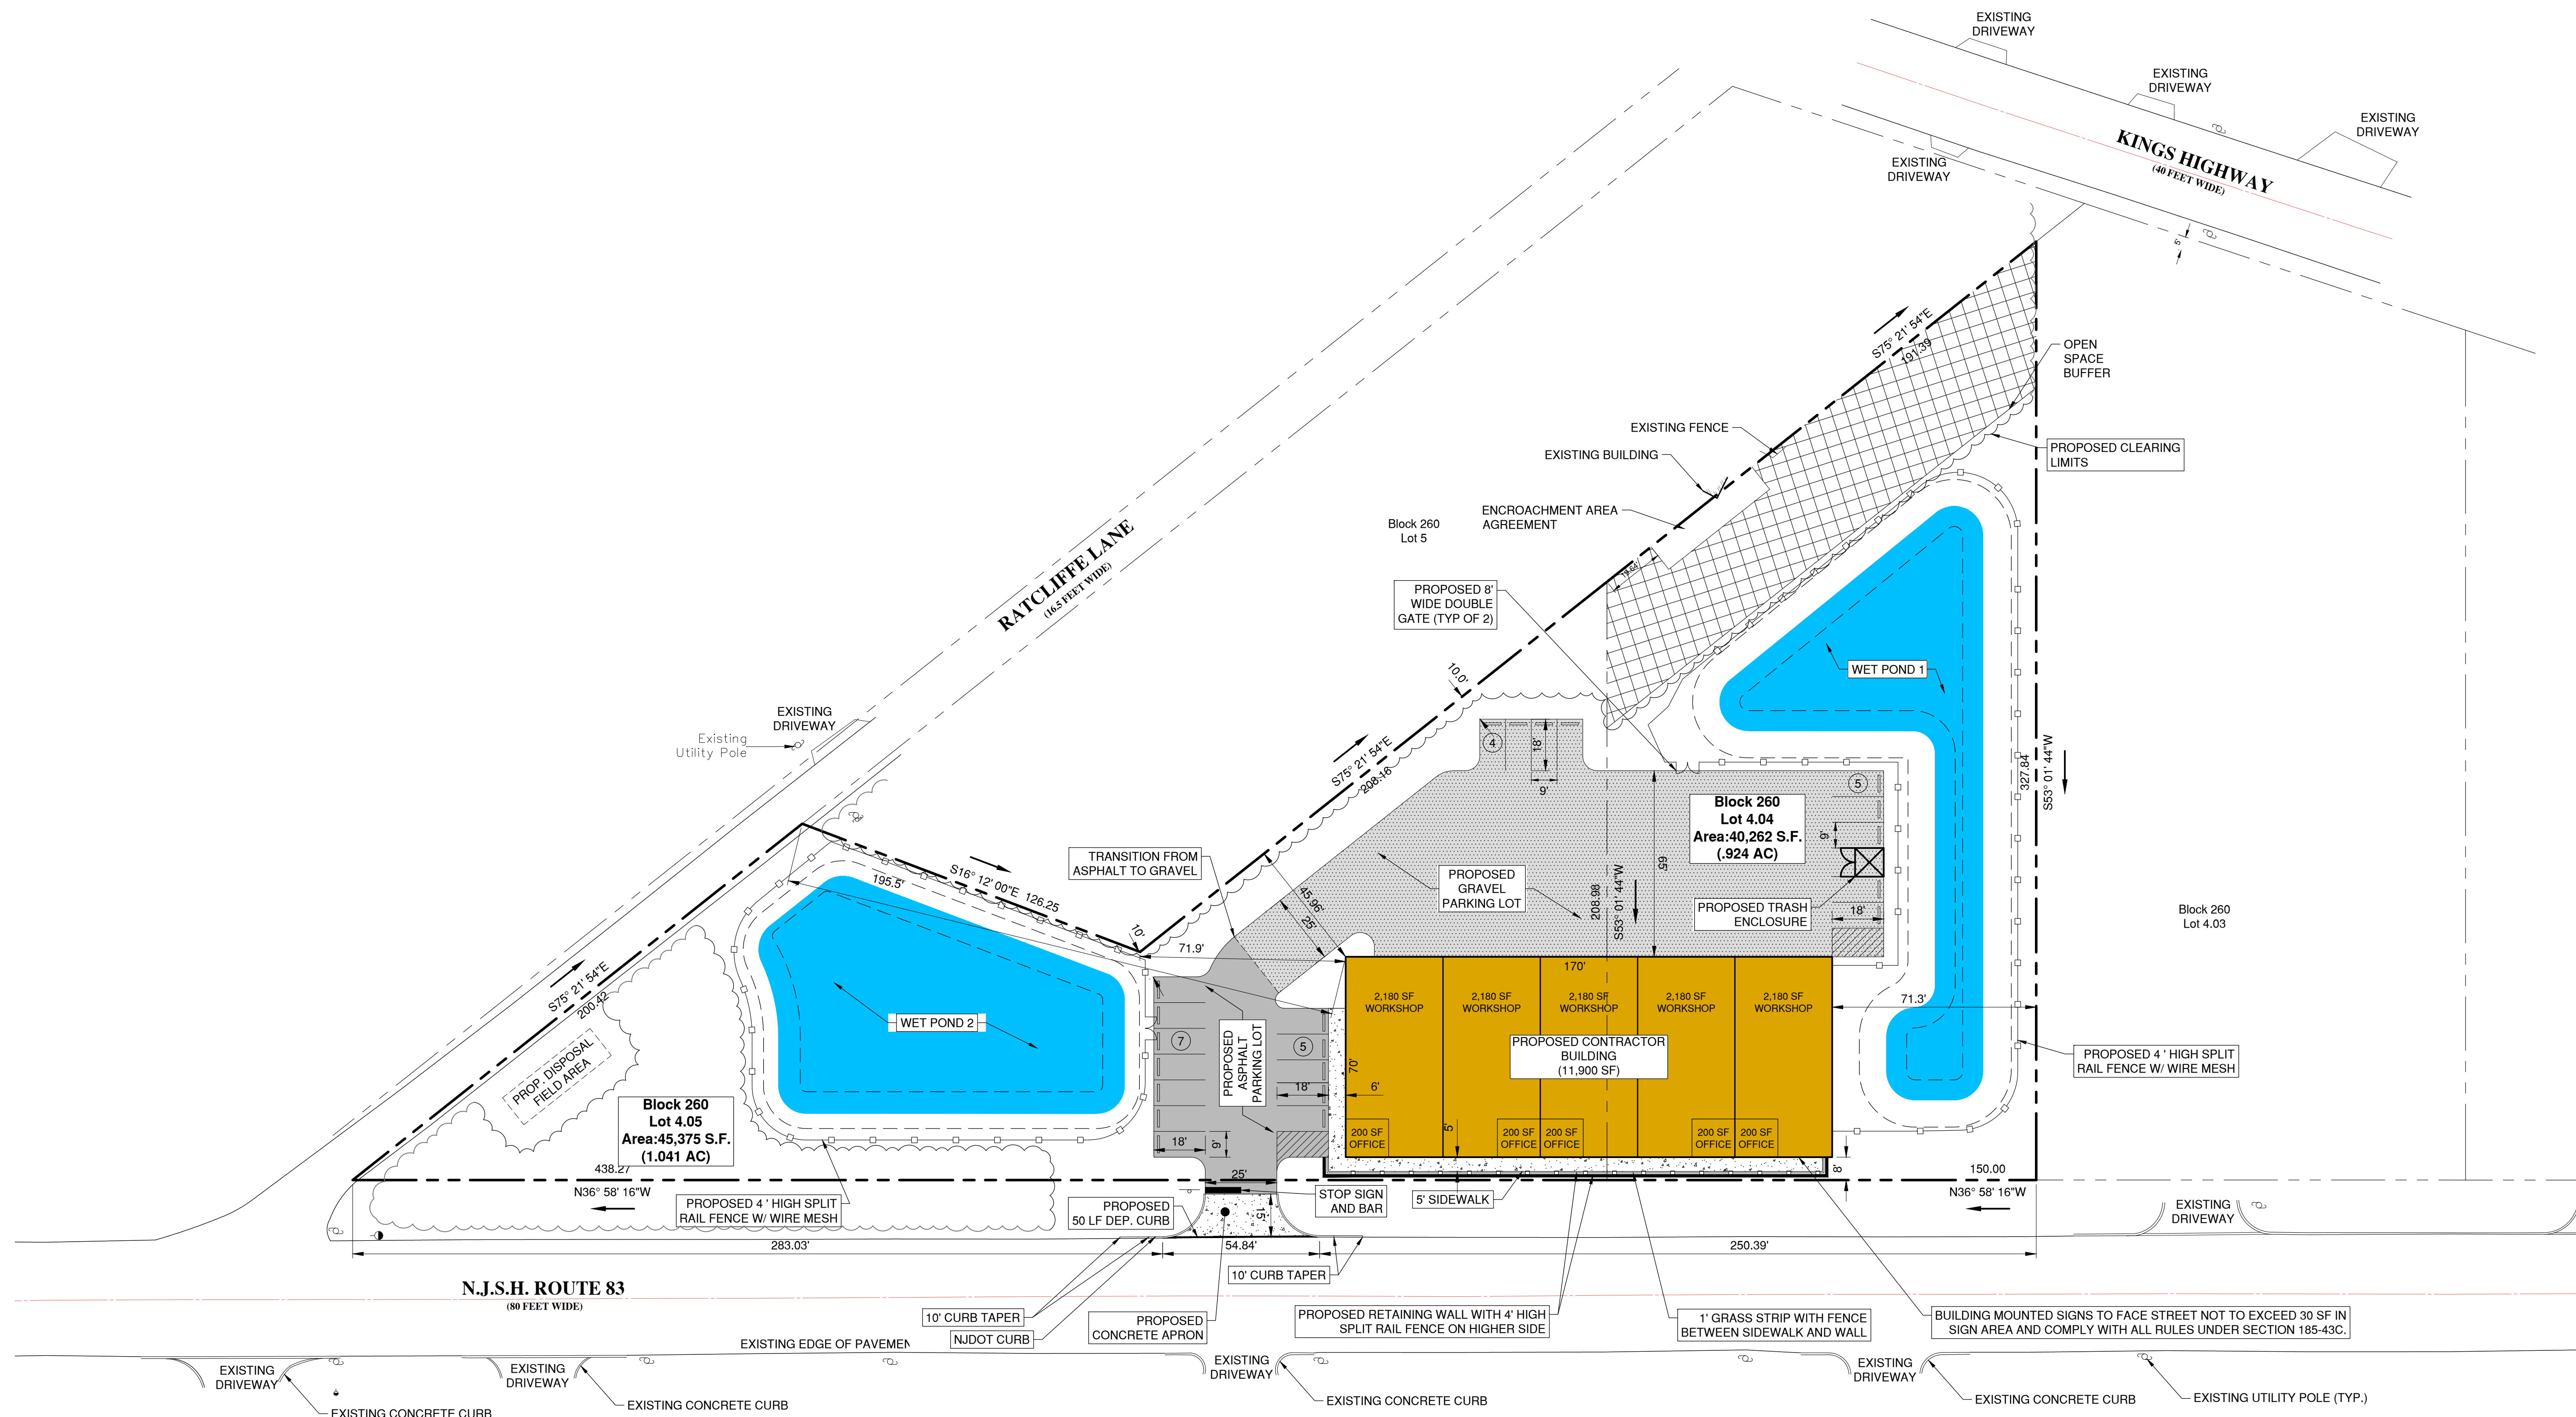 EXISTING
DRIVEWAY
EXISTING
DRIVEWAY
EXISTING
DRIVEWAY
KINGS HIGHWAY
(40 FEET WIDE)
EXISTING
DRIVEWAY
5'
S75° 21' 54"E
191.39
OPEN
SPACE
BUFFER
EXISTING FENCE
PROPOSED CLEARING
LIMITS
EXISTING BUILDING
ENCROACHMENT AREA
AGREEMENT
Block 260
Lot 5
RATCLIFFE LANE
(16.5 FEET WIDE)
PROPOSED 8'
WIDE DOUBLE
GATE (TYP OF 2)
10.0'
WET POND 1
EXISTING
DRIVEWAY
Existing
Utility Pole
S75° 21' 54"E
208.16
4
18'
9'
5
327.84
S53° 01' 44"W
Block 260
Lot 4.04
Area:40,262 S.F.
(.924 AC)
9'
65'
TRANSITION FROM
ASPHALT TO GRAVEL
PROPOSED
GRAVEL
PARKING LOT
208.98
S53° 01' 44"W
PROPOSED TRASH
ENCLOSURE
18'
Block 260
Lot 4.03
195.5'
S16° 12' 00"E 126.25
45.96'
25'
10'
71.9'
170'
71.3'
S75° 21' 54"E
200.42
WET POND 2
2,180 SF
WORKSHOP
2,180 SF
WORKSHOP
2,180 SF
WORKSHOP
2,180 SF
WORKSHOP
2,180 SF
WORKSHOP
PROPOSED CONTRACTOR
BUILDING
(11,900 SF)
7
PROPOSED
ASPHALT
PARKING LOT
5
18'
70'
6'
PROPOSED 4 ' HIGH SPLIT
RAIL FENCE W/ WIRE MESH
PROP. DISPOSAL
FIELD AREA
Block 260
Lot 4.05
Area:45,375 S.F.
(1.041 AC)
18'
9'
200 SF
OFFICE
5'
200 SF
OFFICE
200 SF
OFFICE
200 SF
OFFICE
200 SF
OFFICE
8'
438.27
N36° 58' 16"W
25'
150.00
N36° 58' 16"W
PROPOSED 4 ' HIGH SPLIT
RAIL FENCE W/ WIRE MESH
PROPOSED
50 LF DEP. CURB
15'
STOP SIGN
AND BAR
5' SIDEWALK
EXISTING
DRIVEWAY
283.03'
54.84'
250.39'
10' CURB TAPER
N.J.S.H. ROUTE 83
(80 FEET WIDE)
10' CURB TAPER
NJDOT CURB
PROPOSED
CONCRETE APRON
PROPOSED RETAINING WALL WITH 4' HIGH
SPLIT RAIL FENCE ON HIGHER SIDE
1' GRASS STRIP WITH FENCE
BETWEEN SIDEWALK AND WALL
BUILDING MOUNTED SIGNS TO FACE STREET NOT TO EXCEED 30 SF IN
SIGN AREA AND COMPLY WITH ALL RULES UNDER SECTION 185-43C.
EXISTING EDGE OF PAVEMEN
EXISTING
DRIVEWAY
EXISTING
DRIVEWAY
EXISTING
DRIVEWAY
EXISTING
DRIVEWAY
EXISTING CONCRETE CURB
EXISTING CONCRETE CURB
EXISTING CONCRETE CURB
EXISTING CONCRETE CURB
EXISTING UTILITY POLE (TYP.)